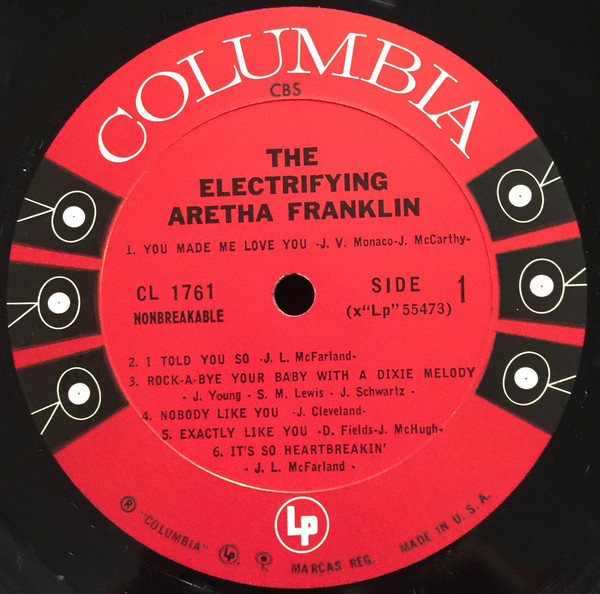 COLUMBIA
CBS
THE
ELECTRIFYING
ARETHA FRANKLIN
1. YOU MADE ME LOVE YOU -J. V. Monaco-J. McCarthy-
CL 1761
NONBREAKABLE
SIDE 1
(x"Lp" 55473)
2. I TOLD YOU SO -J. L. McFarland-
3. ROCK-A-BYE YOUR BABY WITH A DIXIE MELODY
- J. Young - S. M. Lewis - J. Schwartz -
4. NOBODY LIKE YOU -J. Cleveland-
5. EXACTLY LIKE YOU -D. Fields-J. McHugh-
6. IT'S SO HEARTBREAKIN'
- J. L. McFarland -
Lp
® "COLUMBIA" Lp MARCAS REG. MADE IN U. S. A.